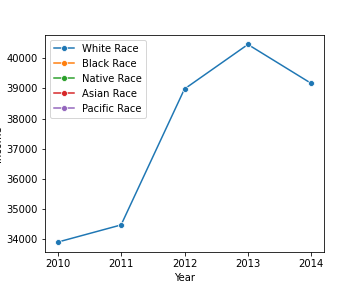 White Race
Black Race
Native Race
Asian Race
Pacific Race
40000
39000
38000
37000
36000
35000
34000
2010 2011 2012 2013 2014
Year